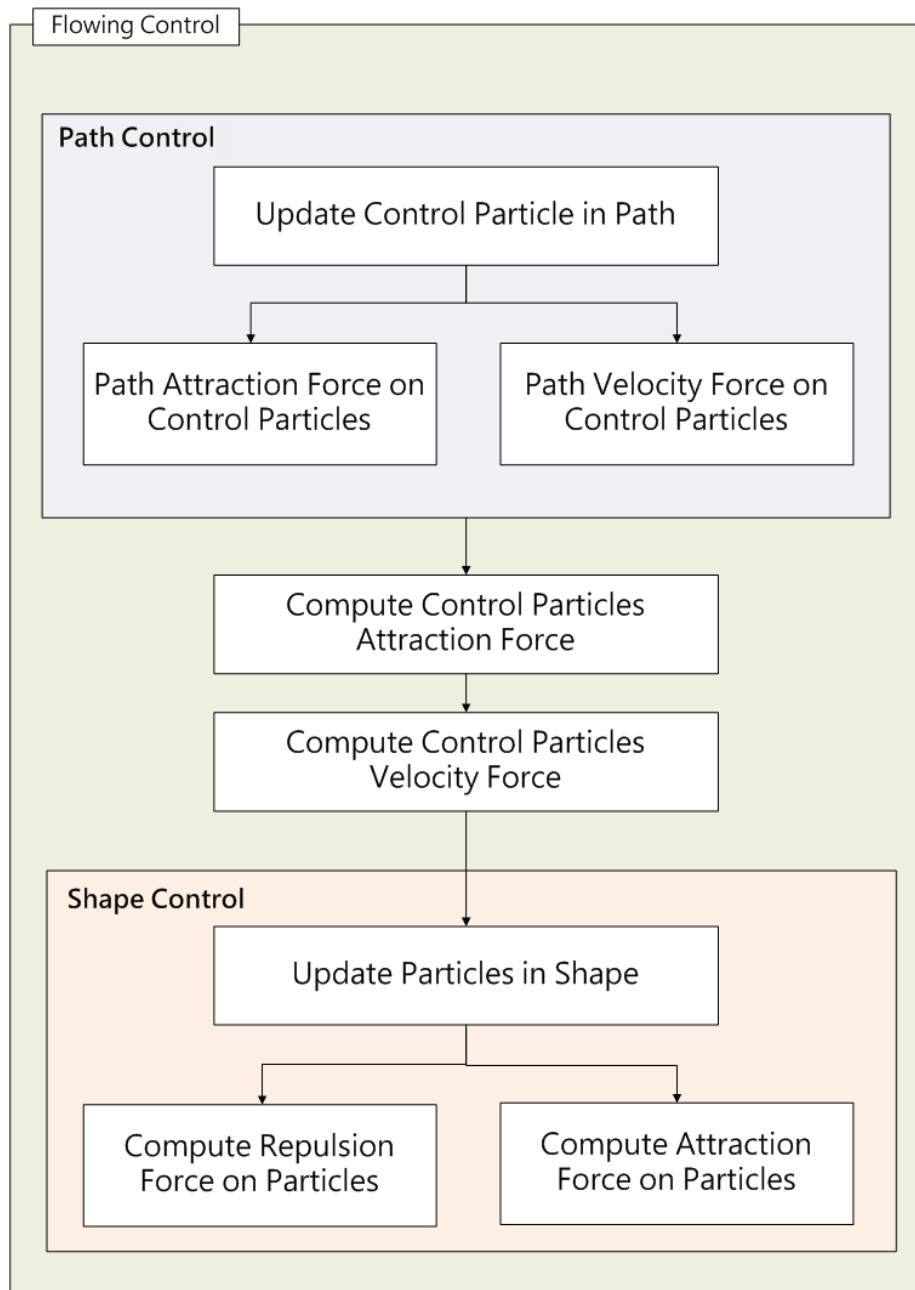 Flowing Control
Path Control
Update Control Particle in Path
Path Attraction Force on
Control Particles
Path Velocity Force on
Control Particles
Compute Control Particles
Attraction Force
Compute Control Particles
Velocity Force
Shape Control
Update Particles in Shape
Compute Repulsion
Force on Particles
Compute Attraction
Force on Particles